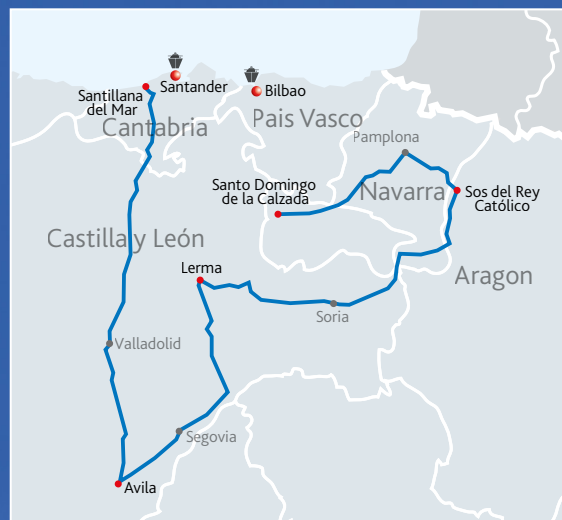 Santander
Santillana
del Mar
Bilbao
Cantabria
Pais Vasco
Pamplona
Santo Domingo
de la Calzada
Navarra
Sos del Rey
Católico
Castilla y León
Lerma
Aragon
Soria
Valladolid
Segovia
Avila